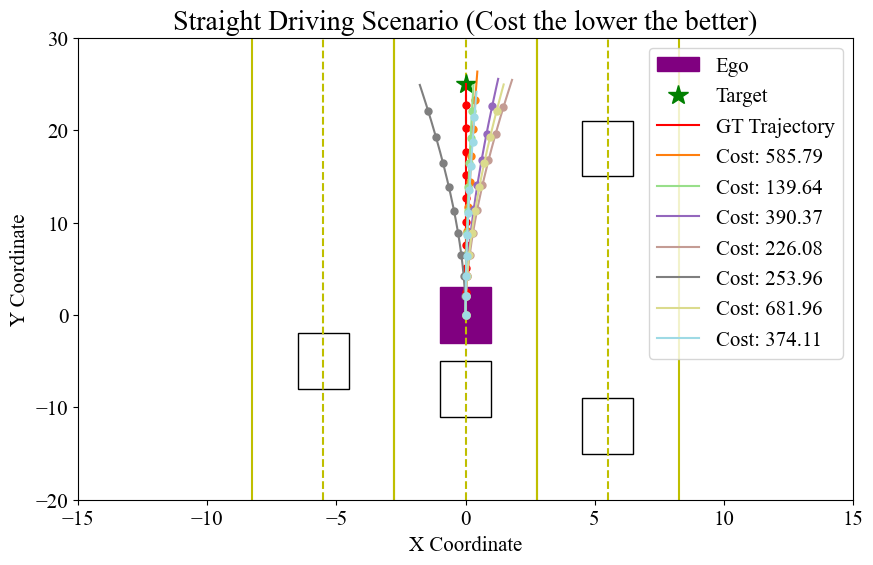 Straight Driving Scenario (Cost the lower the better)
30
20
10
0
−10
−20
Y Coordinate
−15
−10
−5
0
5
10
15
X Coordinate
Ego
Target
GT Trajectory
Cost: 585.79
Cost: 139.64
Cost: 390.37
Cost: 226.08
Cost: 253.96
Cost: 681.96
Cost: 374.11